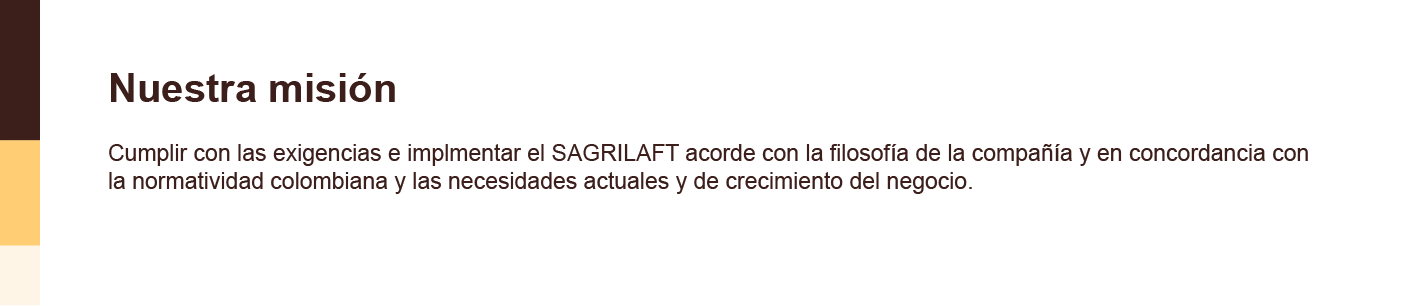 Nuestra misión
Cumplir con las exigencias e implmentar el SAGRILAFT acorde con la filosofía de la compañía y en concordancia con
la normatividad colombiana y las necesidades actuales y de crecimiento del negocio.